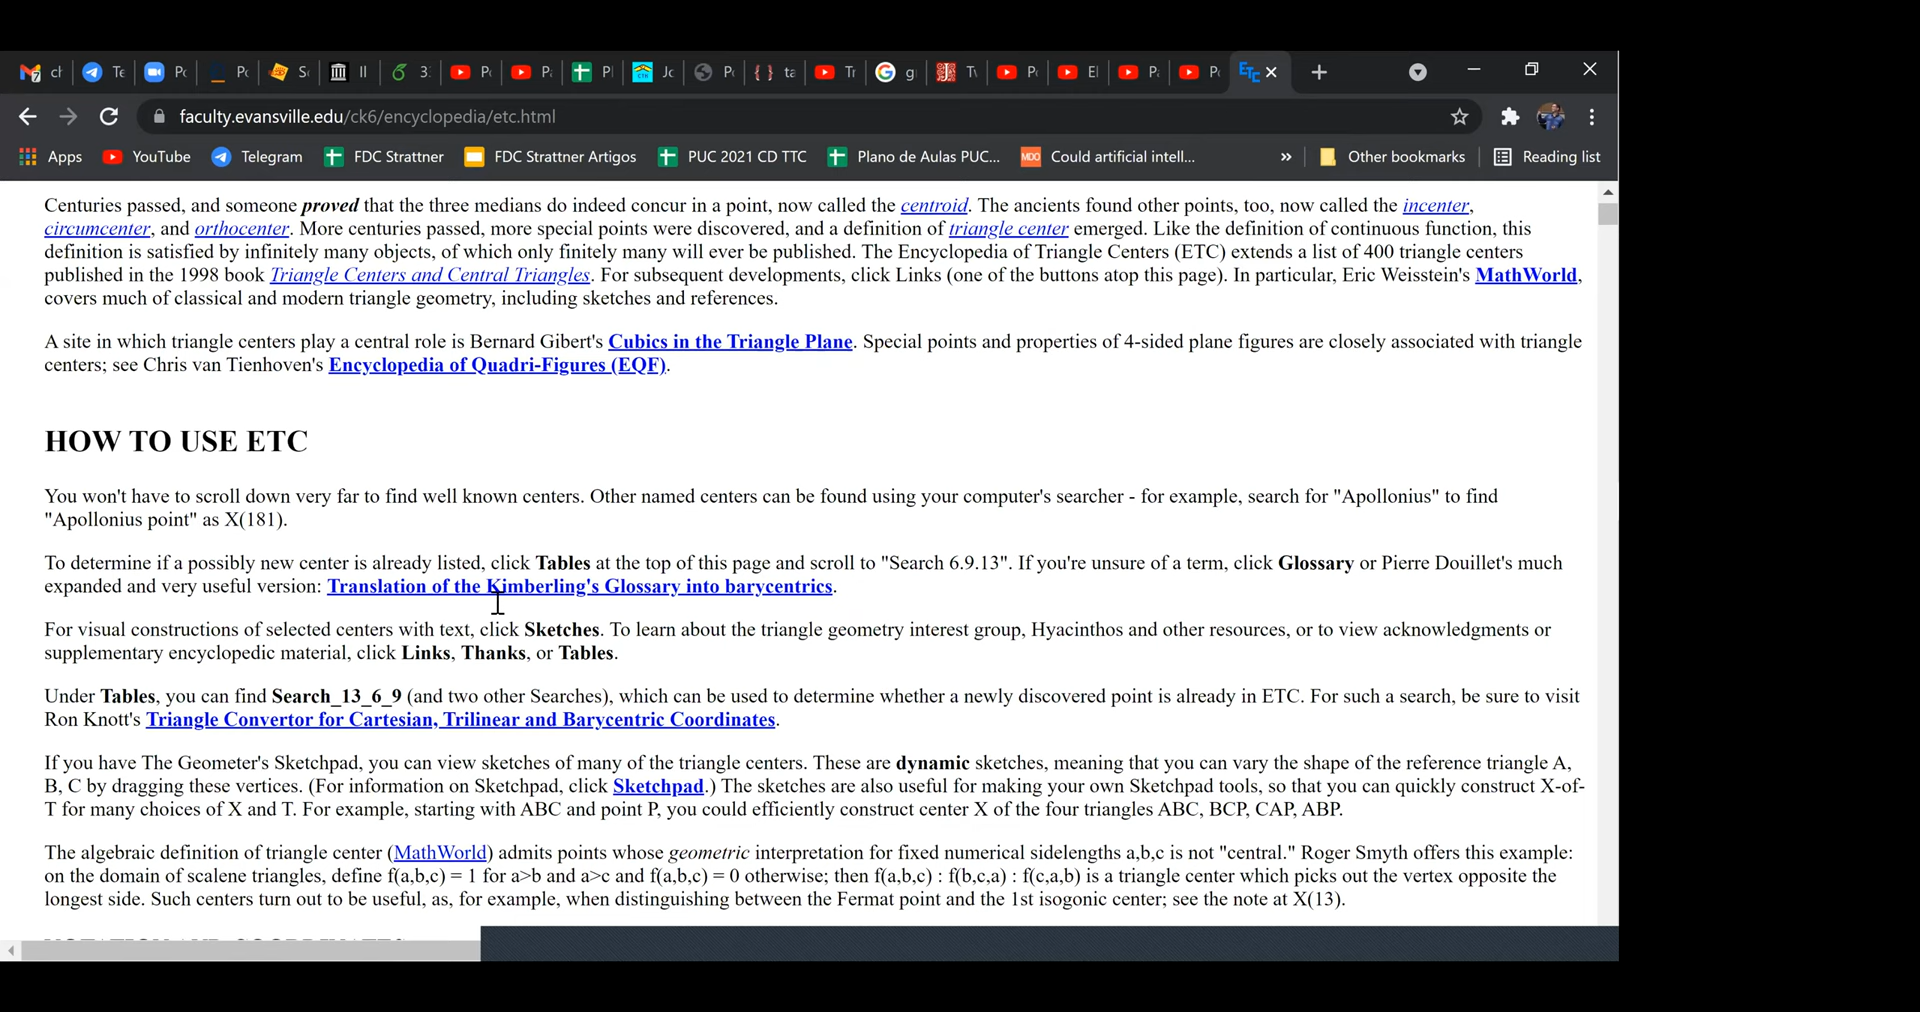 7 ch Te Pc Pc S II 3. Pc Pa Pl Jc Pc { } ta Tr g Tv Pc El Pa Pc ETC
faculty.evansville.edu/ck6/encyclopedia/etc.html
Apps YouTube Telegram FDC Strattner FDC Strattner Artigos PUC 2021 CD TTC Plano de Aulas PUC... MDO Could artificial intell... » Other bookmarks Reading list
Centuries passed, and someone proved that the three medians do indeed concur in a point, now called the centroid. The ancients found other points, too, now called the incenter,
circumcenter, and orthocenter. More centuries passed, more special points were discovered, and a definition of triangle center emerged. Like the definition of continuous function, this
definition is satisfied by infinitely many objects, of which only finitely many will ever be published. The Encyclopedia of Triangle Centers (ETC) extends a list of 400 triangle centers
published in the 1998 book Triangle Centers and Central Triangles. For subsequent developments, click Links (one of the buttons atop this page). In particular, Eric Weisstein's MathWorld,
covers much of classical and modern triangle geometry, including sketches and references.
A site in which triangle centers play a central role is Bernard Gibert's Cubics in the Triangle Plane. Special points and properties of 4-sided plane figures are closely associated with triangle
centers; see Chris van Tienhoven's Encyclopedia of Quadri-Figures (EQF).
HOW TO USE ETC
You won't have to scroll down very far to find well known centers. Other named centers can be found using your computer's searcher - for example, search for "Apollonius" to find
"Apollonius point" as X(181).
To determine if a possibly new center is already listed, click Tables at the top of this page and scroll to "Search 6.9.13". If you're unsure of a term, click Glossary or Pierre Douillet's much
expanded and very useful version: Translation of the Kimberling's Glossary into barycentrics.
For visual constructions of selected centers with text, click Sketches. To learn about the triangle geometry interest group, Hyacinthos and other resources, or to view acknowledgments or
supplementary encyclopedic material, click Links, Thanks, or Tables.
Under Tables, you can find Search_13_6_9 (and two other Searches), which can be used to determine whether a newly discovered point is already in ETC. For such a search, be sure to visit
Ron Knott's Triangle Convertor for Cartesian, Trilinear and Barycentric Coordinates.
If you have The Geometer's Sketchpad, you can view sketches of many of the triangle centers. These are dynamic sketches, meaning that you can vary the shape of the reference triangle A,
B, C by dragging these vertices. (For information on Sketchpad, click Sketchpad.) The sketches are also useful for making your own Sketchpad tools, so that you can quickly construct X-of-
T for many choices of X and T. For example, starting with ABC and point P, you could efficiently construct center X of the four triangles ABC, BCP, CAP, ABP.
The algebraic definition of triangle center (MathWorld) admits points whose geometric interpretation for fixed numerical sidelengths a,b,c is not "central." Roger Smyth offers this example:
on the domain of scalene triangles, define f(a,b,c) = 1 for a>b and a>c and f(a,b,c) = 0 otherwise; then f(a,b,c) : f(b,c,a) : f(c,a,b) is a triangle center which picks out the vertex opposite the
longest side. Such centers turn out to be useful, as, for example, when distinguishing between the Fermat point and the 1st isogonic center; see the note at X(13).